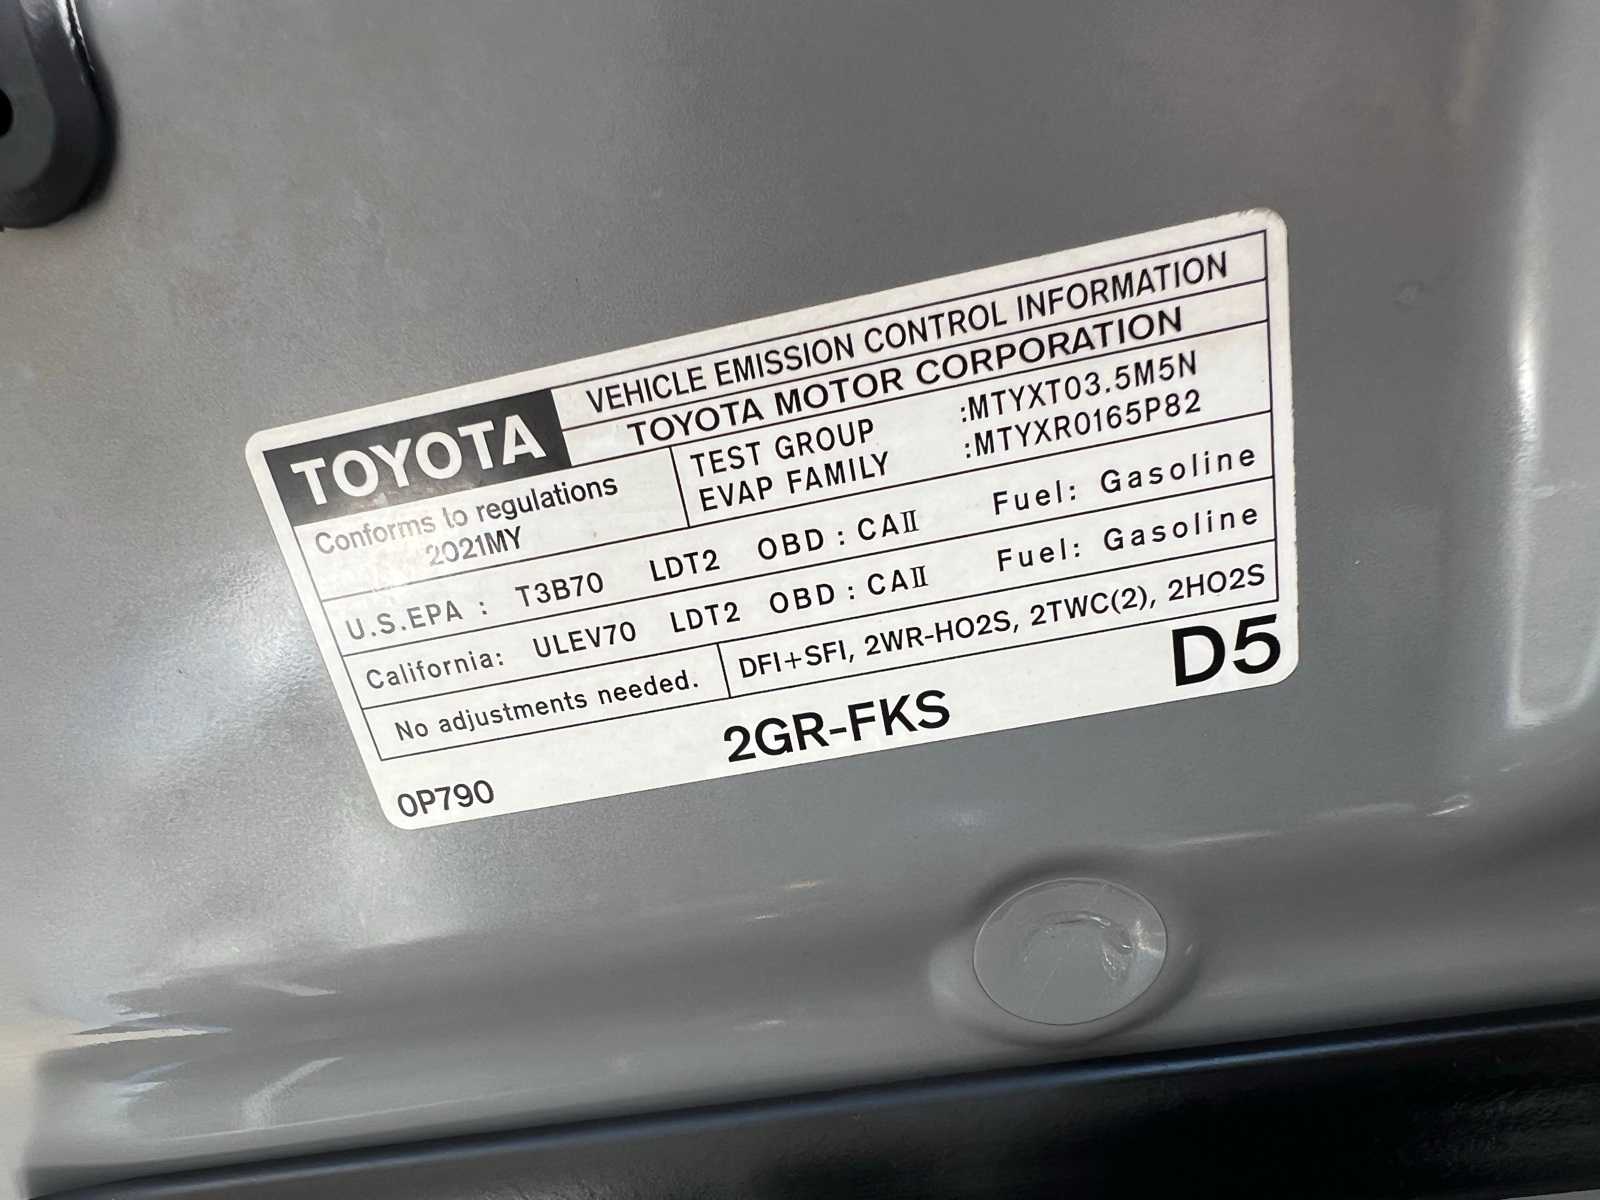 TOYOTA
VEHICLE EMISSION CONTROL INFORMATION
TOYOTA MOTOR CORPORATION
Conforms to regulations
2021MY
TEST GROUP :MTYXT03.5M5N
EVAP FAMILY :MTYXR0165P82
U.S.EPA : T3B70 LDT2 OBD : CAⅡ Fuel: Gasoline
California: ULEV70 LDT2 OBD : CAⅡ Fuel: Gasoline
No adjustments needed. DFI+SFI, 2WR-HO2S, 2TWC(2), 2HO2S
0P790 2GR-FKS D5